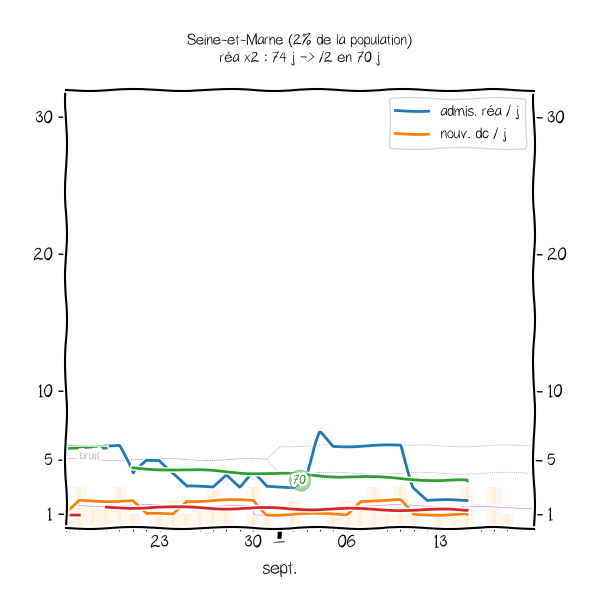 Seine-et-Marne (2% de la population)
réa x2 : 74 j -> /2 en 70 j
admis. réa / j
nouv. dc / j
30
30
20
20
10
10
5
5
bruit
70
1
1
23
30
06
13
sept.